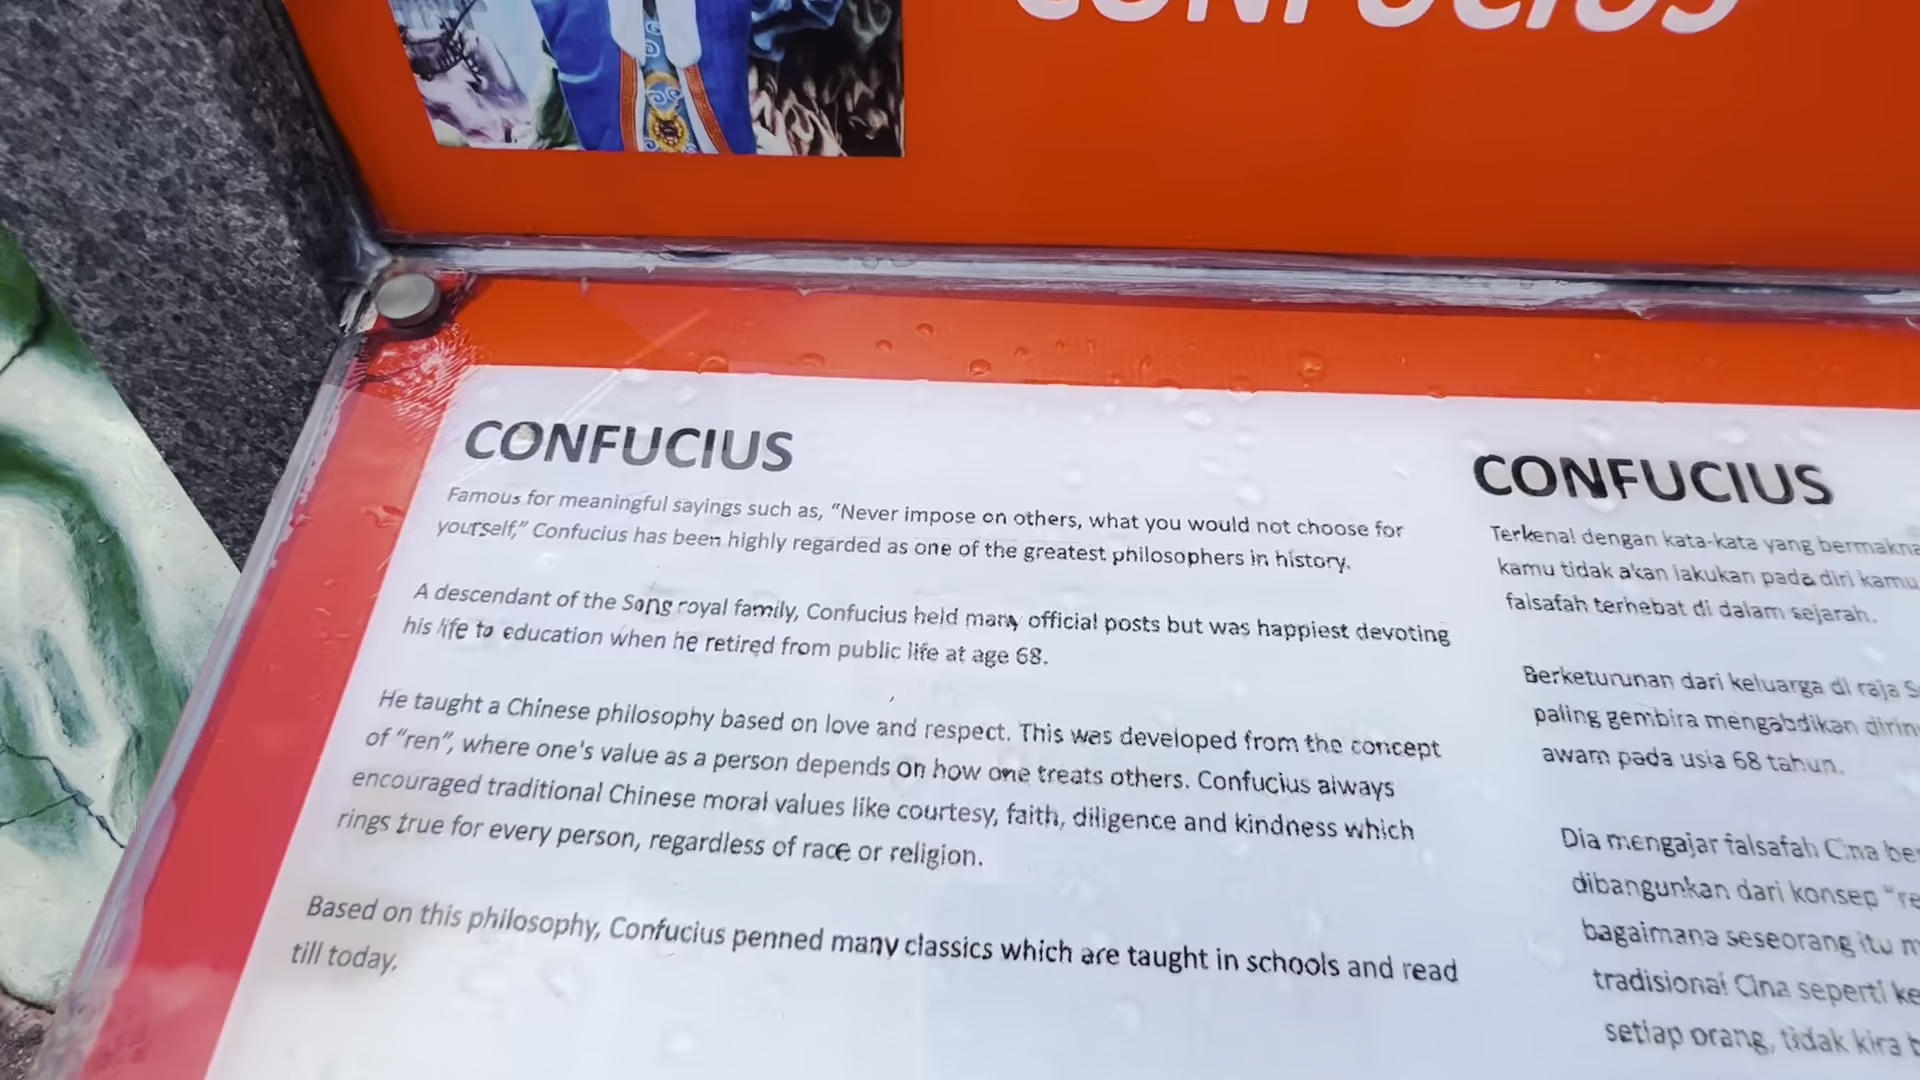 CONFUCIUS
CONFUCIUS
Famous for meaningful sayings such as, “Never impose on others, what you would not choose for
yourself,” Confucius has been highly regarded as one of the greatest philosophers in history.
A descendant of the Song royal family, Confucius held many official posts but was happiest devoting
his life to education when he retired from public life at age 68.
He taught a Chinese philosophy based on love and respect. This was developed from the concept
of “ren”, where one's value as a person depends on how one treats others. Confucius always
encouraged traditional Chinese moral values like courtesy, faith, diligence and kindness which
rings true for every person, regardless of race or religion.
Based on this philosophy, Confucius penned many classics which are taught in schools and read
till today.
CONFUCIUS
Terkenal dengan kata-kata yang bermakna
kamu tidak akan lakukan pada diri kamu
falsafah terhebat di dalam sejarah.
Berketurunan dari keluarga di raja
paling gembira mengabdikan
awam pada usia 68 tahun.
Dia mengajar falsafah Cina
dibangunkan dari konsep
bagaimana seseorang itu
tradisional Cina seperti
setiap orang, tidak kira